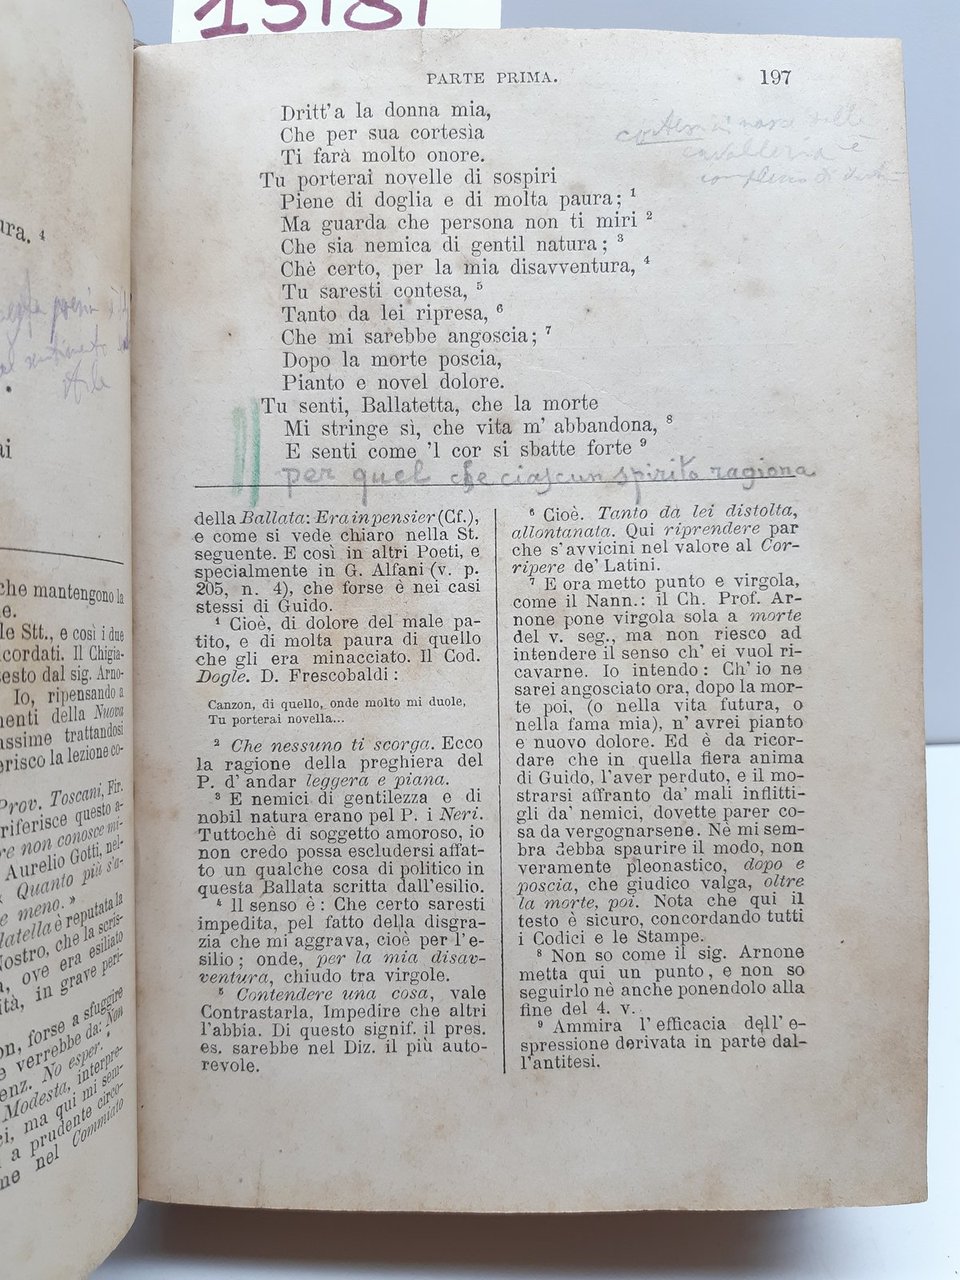 13181
PARTE PRIMA. 197
Dritt' a la donna mia,
Che per sua cortesìa
Ti farà molto onore.
Tu porterai novelle di sospiri
Piene di doglia e di molta paura; ¹
Ma guarda che persona non ti miri ²
Che sia nemica di gentil natura; ³
Chè certo, per la mia disavventura, ⁴
Tu saresti contesa, ⁵
Tanto da lei ripresa, ⁶
Che mi sarebbe angoscia; ⁷
Dopo la morte poscia,
Pianto e novel dolore.
Tu senti, Ballatetta, che la morte
Mi stringe sì, che vita m' abbandona, ⁸
E senti come 'l cor si sbatte forte ⁹
per quel che ciascun spirito ragiona
cavalleria è
della Ballata: Era in pensier (Cf.),
e come si vede chiaro nella St.
seguente. E così in altri Poeti, e
specialmente in G. Alfani (v. p.
205, n. 4), che forse è nei casi
stessi di Guido.
¹ Cioè, di dolore del male pa-
tito, e di molta paura di quello
che gli era minacciato. Il Cod.
Dogle. D. Frescobaldi:
Canzon, di quello, onde molto mi duole,
Tu porterai novella...
² Che nessuno ti scorga. Ecco
la ragione della preghiera del
P. d' andar leggera e piana.
³ E nemici di gentilezza e di
nobil natura erano pel P. i Neri.
Tuttochè di soggetto amoroso, io
non credo possa escludersi affat-
to un qualche cosa di politico in
questa Ballata scritta dall'esilio.
⁴ Il senso è: Che certo saresti
impedita, pel fatto della disgra-
zia che mi aggrava, cioè per l'e-
silio; onde, per la mia disav-
ventura, chiudo tra virgole.
⁵ Contendere una cosa, vale
Contrastarla, Impedire che altri
l'abbia. Di questo signif. il pres.
es. sarebbe nel Diz. il più auto-
revole.
⁶ Cioè. Tanto da lei distolta,
allontanata. Qui riprendere par
che s'avvicini nel valore al Cor-
ripere de' Latini.
⁷ E ora metto punto e virgola,
come il Nann.: il Ch. Prof. Ar-
none pone virgola sola a morte
del v. seg., ma non riesco ad
intendere il senso ch' ei vuol ri-
cavarne. Io intendo: Ch' io ne
sarei angosciato ora, dopo la mor-
te poi, (o nella vita futura, o
nella fama mia), n' avrei pianto
e nuovo dolore. Ed è da ricor-
dare che in quella fiera anima
di Guido, l'aver perduto, e il mo-
strarsi affranto da' mali inflitti-
gli da' nemici, dovette parer co-
sa da vergognarsene. Nè mi sem-
bra debba spaurire il modo, non
veramente pleonastico, dopo e
poscia, che giudico valga, oltre
la morte, poi. Nota che qui il
testo è sicuro, concordando tutti
i Codici e le Stampe.
⁸ Non so come il sig. Arnone
metta qui un punto, e non so
seguirlo nè anche ponendolo alla
fine del 4. v.
⁹ Ammira l' efficacia dell' e-
spressione derivata in parte dal-
l'antitesi.